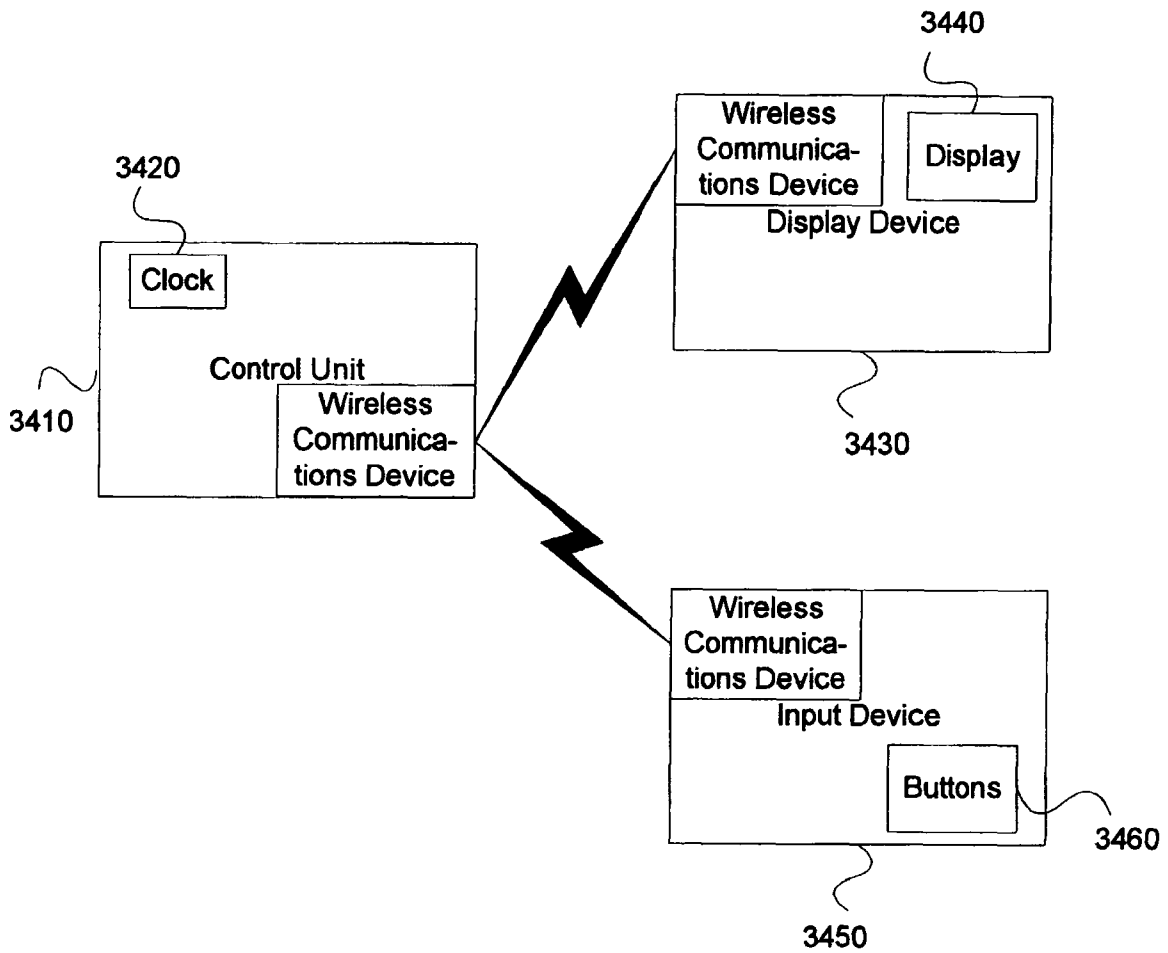 3440
Wireless
Communica-
tions Device
Display
Display Device
3420
Clock
Control Unit
3410
Wireless
Communica-
tions Device
3430
Wireless
Communica-
tions Device
Input Device
Buttons
3460
3450